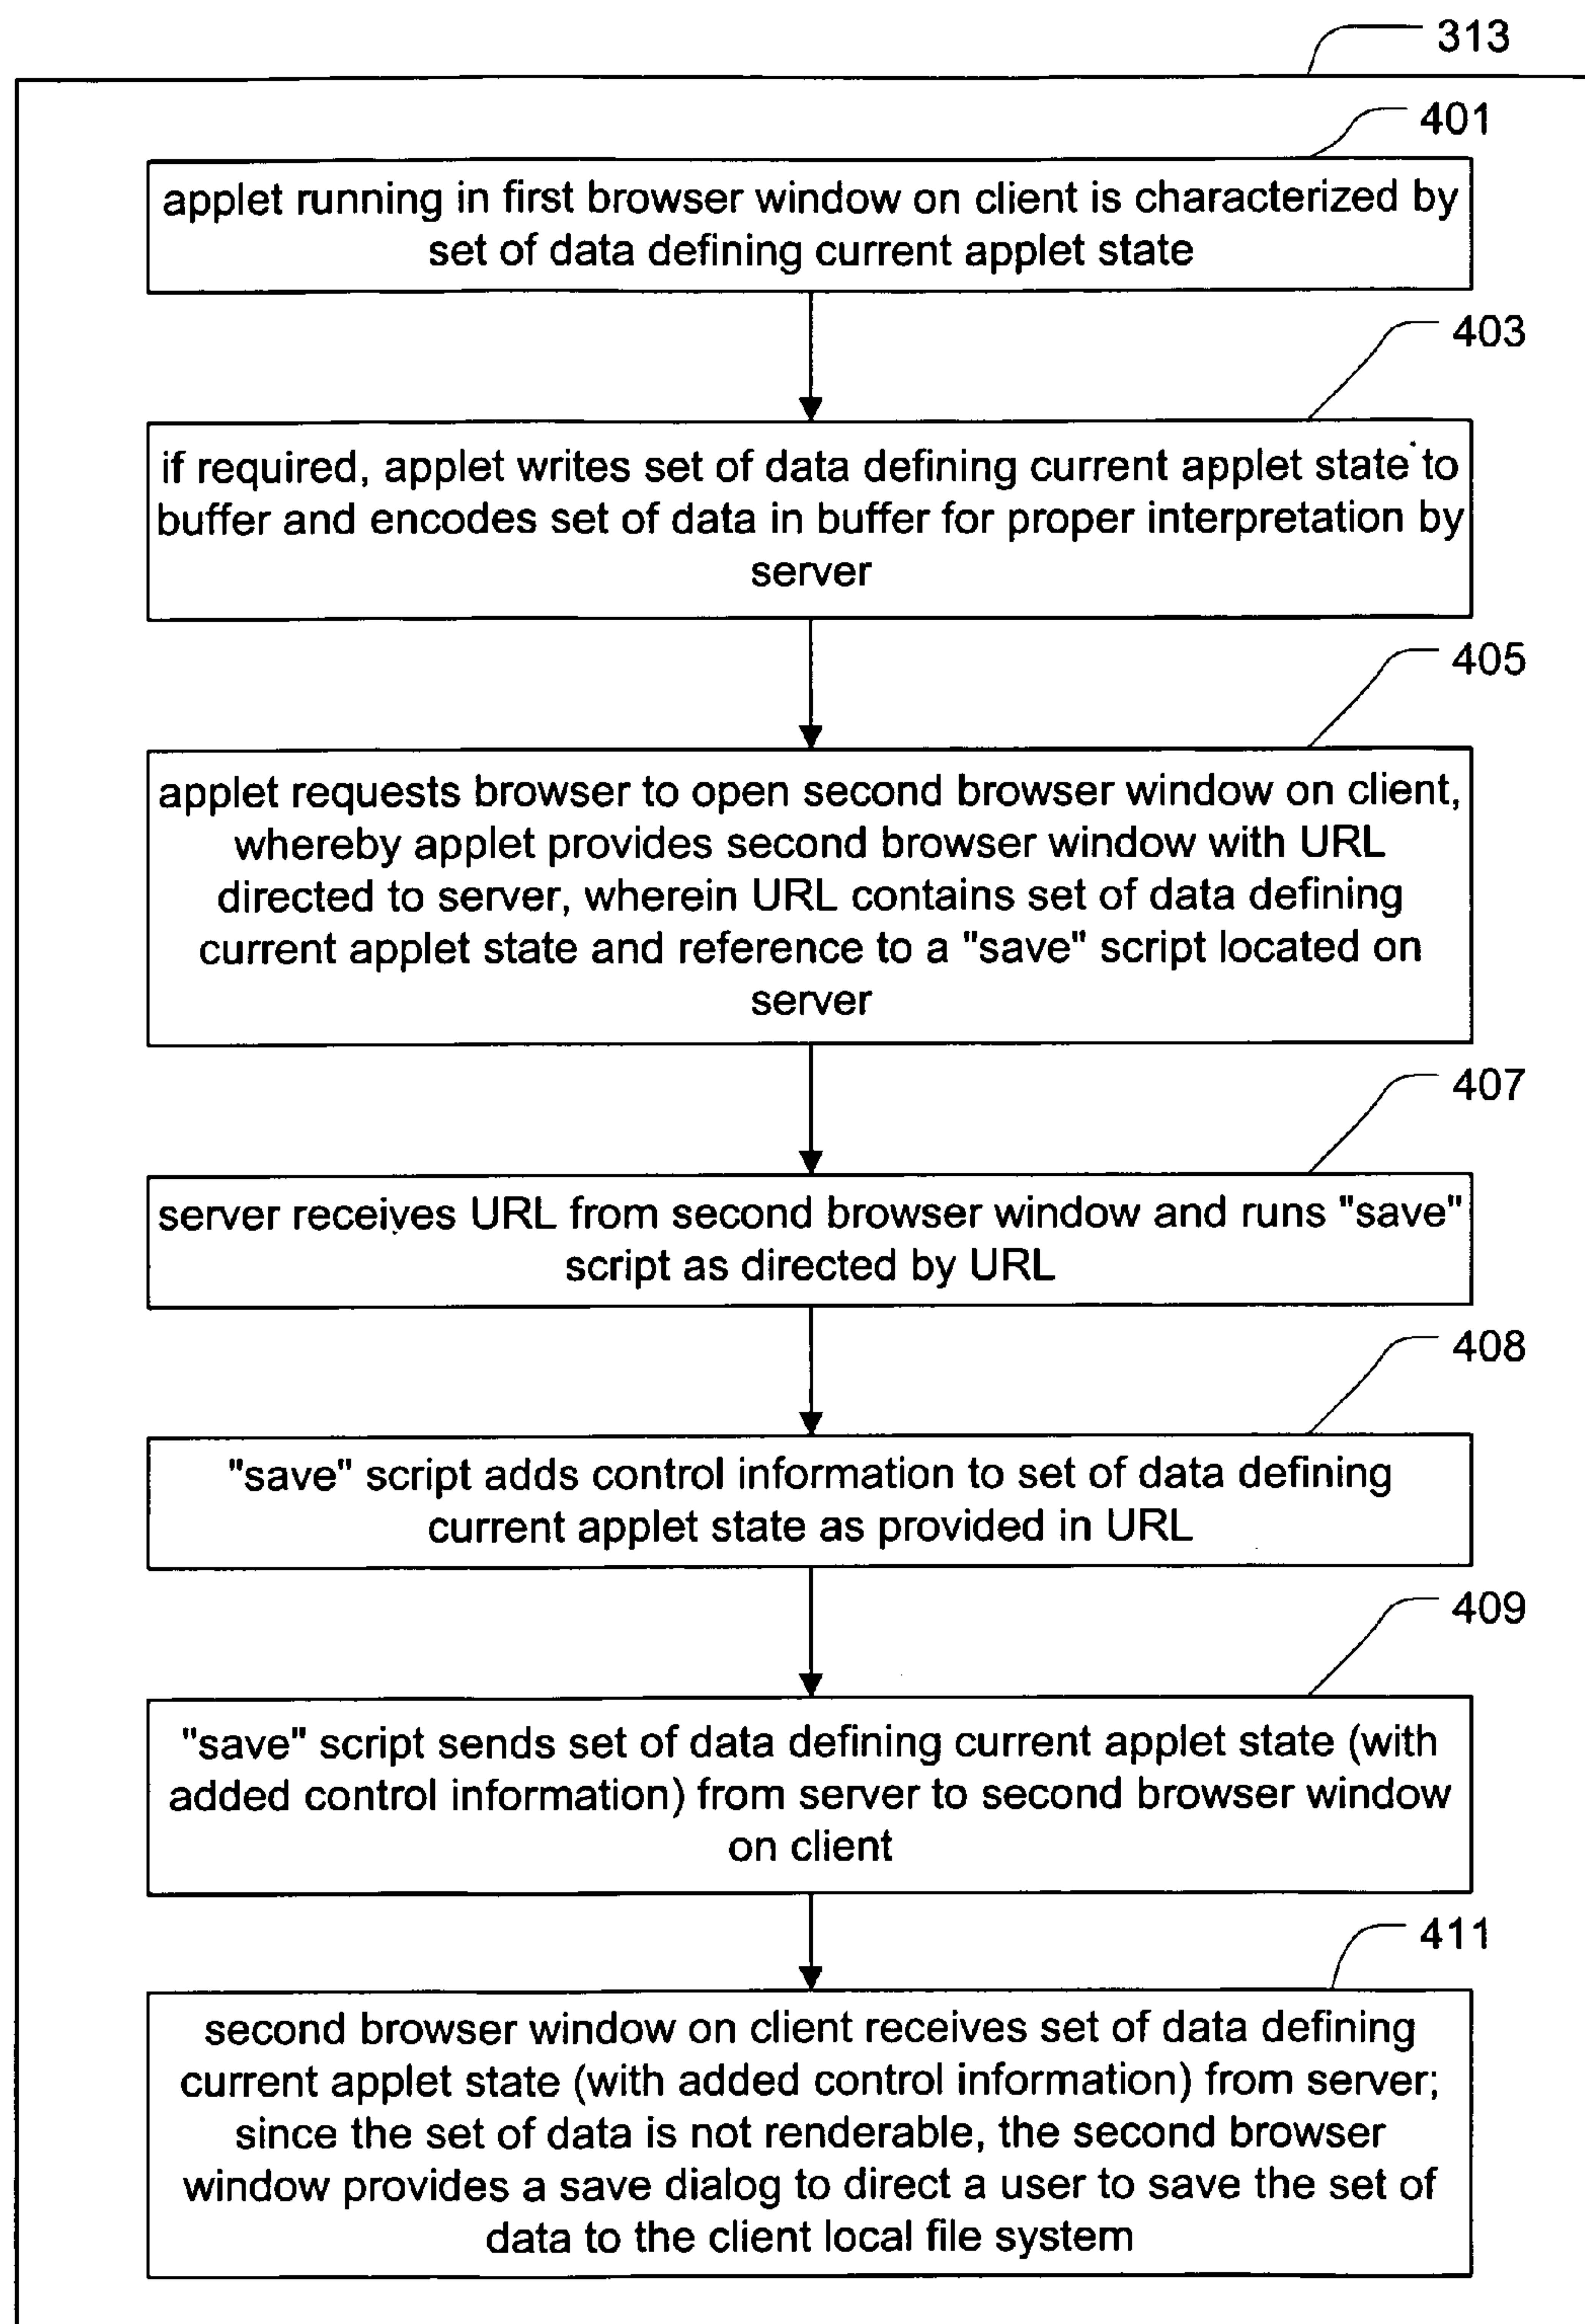 313
401
applet running in first browser window on client is characterized by
set of data defining current applet state
403
if required, applet writes set of data defining current applet state to
buffer and encodes set of data in buffer for proper interpretation by
server
405
applet requests browser to open second browser window on client,
whereby applet provides second browser window with URL
directed to server, wherein URL contains set of data defining
current applet state and reference to a "save" script located on
server
407
server receives URL from second browser window and runs "save"
script as directed by URL
408
"save" script adds control information to set of data defining
current applet state as provided in URL
409
"save" script sends set of data defining current applet state (with
added control information) from server to second browser window
on client
411
second browser window on client receives set of data defining
current applet state (with added control information) from server;
since the set of data is not renderable, the second browser
window provides a save dialog to direct a user to save the set of
data to the client local file system